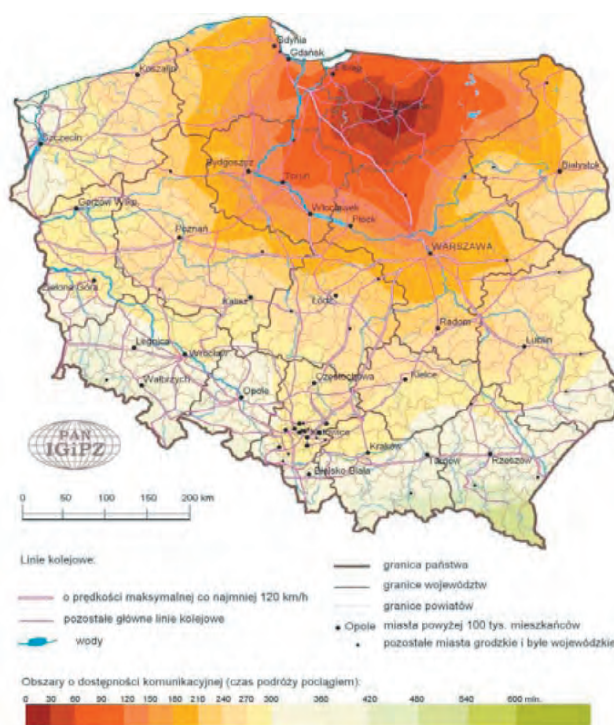 Gdynia
Gdańsk
Koszalin
Elbląg
Szczecin
Bydgoszcz
Białystok
Toruń
Gorzów Wlkp
Włocławek
Płock
Poznań
WARSZAWA
Zielona Góra
Kalisz
Łódź
Radom
Legnica
Lublin
Wrocław
Wałbrzych
Częstochowa
Kielce
Opole
Katowice
Kraków
Tarnów
Rzeszów
Bielsko-Biała
PAN
IGiPZ
0 50 100 150 200 km
Linie kolejowe:
o prędkości maksymalnej co najmniej 120 km/h
pozostałe główne linie kolejowe
wody
granica państwa
granice województw
granice powiatów
Opole miasta powyżej 100 tys. mieszkańców
pozostałe miasta grodzkie i byłe wojewódzkie
Obszary o dostępności komunikacyjnej (czas podróży pociągiem):
0 30 60 90 120 150 180 210 240 270 300 360 420 480 600 min.